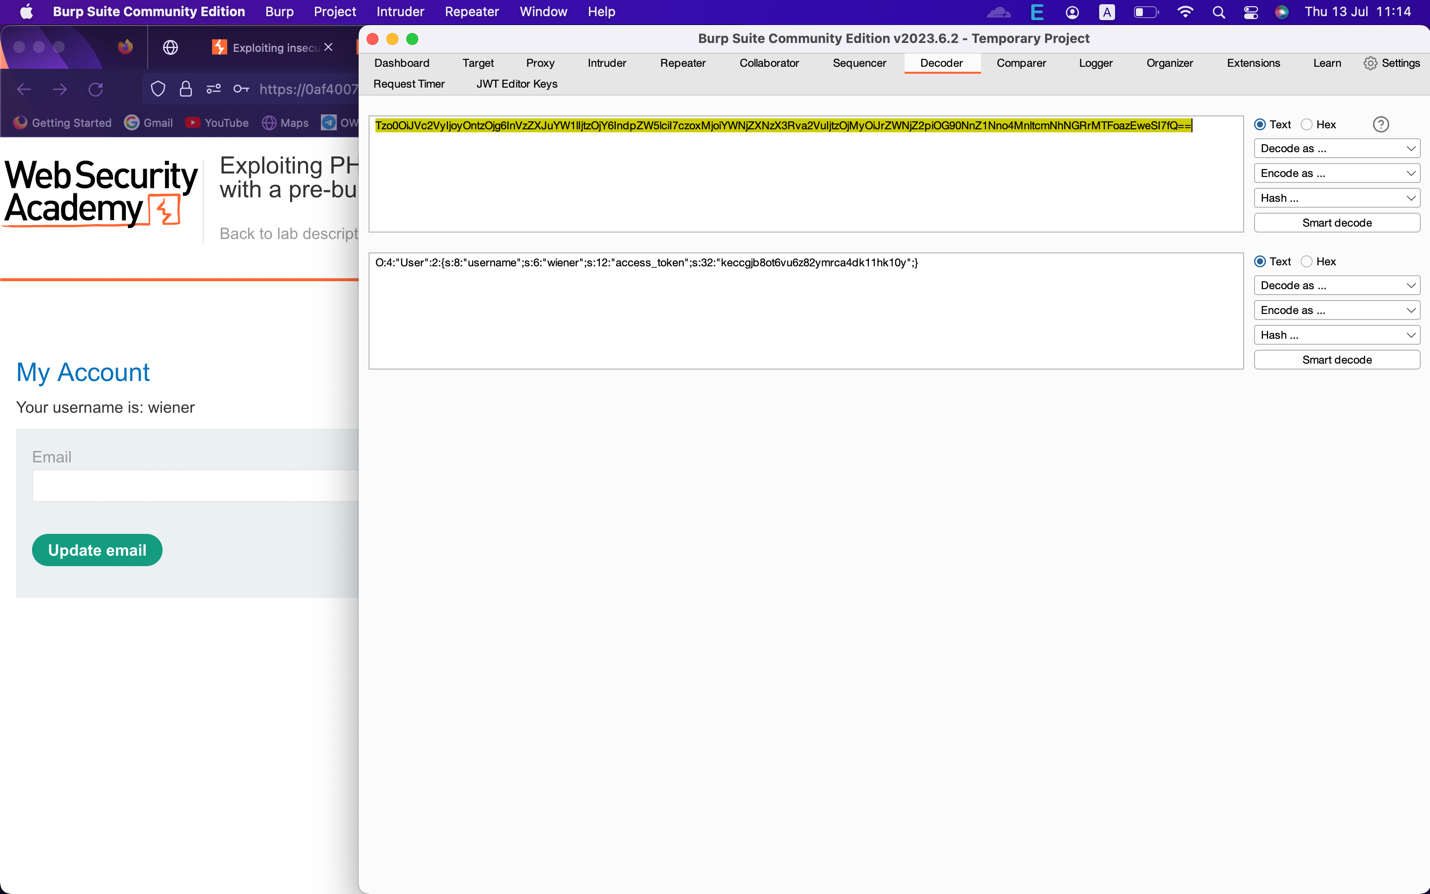 Burp Suite Community Edition Burp Project Intruder Repeater Window Help
E A Thu 13 Jul 11:14
Exploiting insecu
https://0af4007
Getting Started Gmail YouTube Maps OW
Web Security
Academy
Exploiting PH
with a pre-bu
Back to lab descript
My Account
Your username is: wiener
Email
Update email
Burp Suite Community Edition v2023.6.2 - Temporary Project
Dashboard Target Proxy Intruder Repeater Collaborator Sequencer Decoder Comparer Logger Organizer Extensions Learn Settings
Request Timer JWT Editor Keys
Tzo0OiJVc2VyIjoyOntzOjg6InVzZXJuYW1lIjtzOjY6IndpZW5lciI7czoxMjoiYWNjZXNzX3Rva2VuIjtzOjMyOiJrZWNjZ2piOG90NnZ1Nno4MnltcmNhNGRrMTFoazEweSI7fQ==
Text Hex ?
Decode as ...
Encode as ...
Hash ...
Smart decode
O:4:"User":2:{s:8:"username";s:6:"wiener";s:12:"access_token";s:32:"keccgjb8ot6vu6z82ymrca4dk11hk10y";}
Text Hex
Decode as ...
Encode as ...
Hash ...
Smart decode